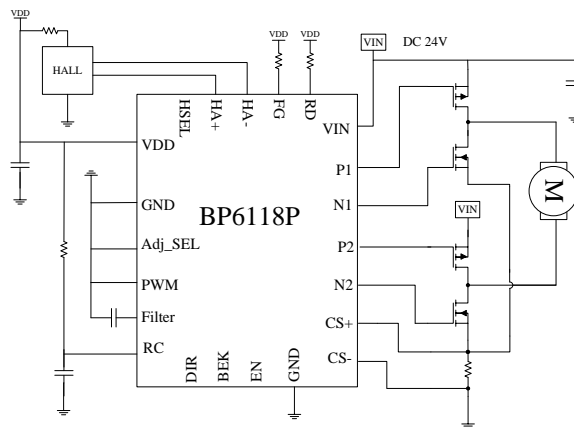 VDD
VDD
VDD
VIN
DC 24V
HALL
HSEL
HA+
HA-
FG
RD
VIN
VDD
P1
GND
BP6118P
N1
M
VIN
Adj_SEL
P2
PWM
N2
Filter
CS+
RC
CS-
DIR
BEK
EN
GND